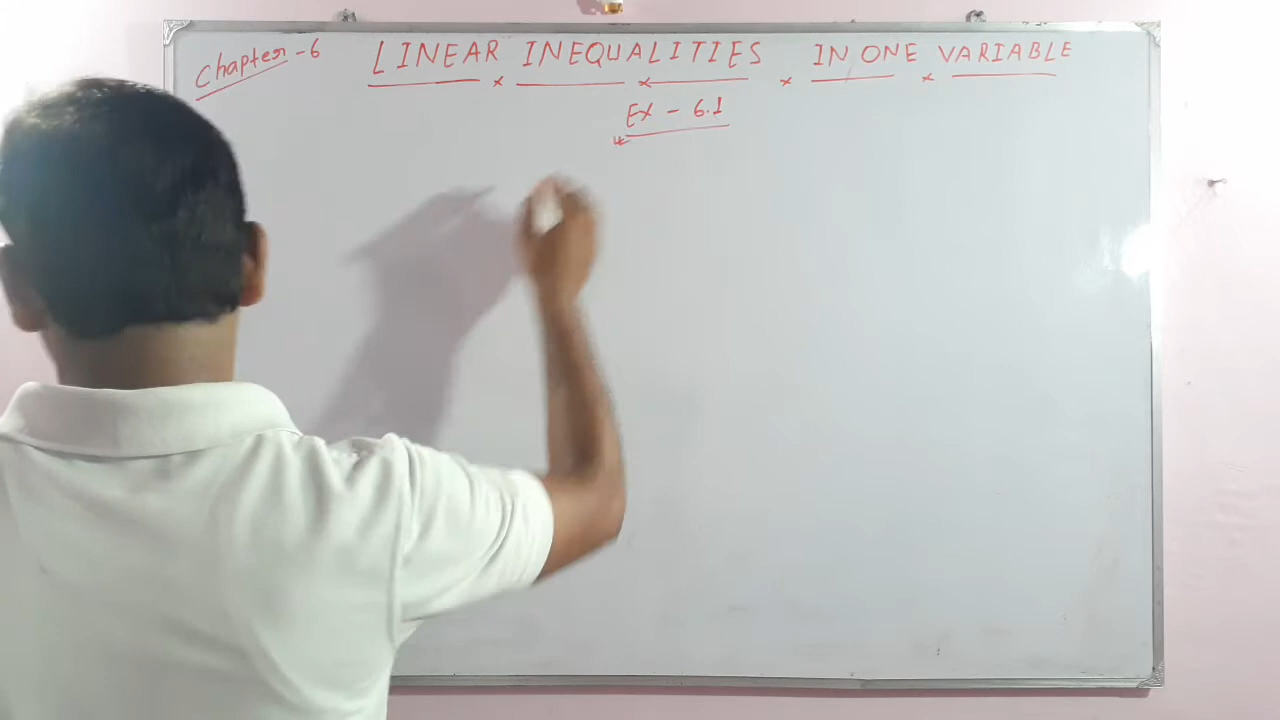 Chapter - 6 LINEAR INEQUALITIES IN ONE VARIABLE
Ex - 6.1